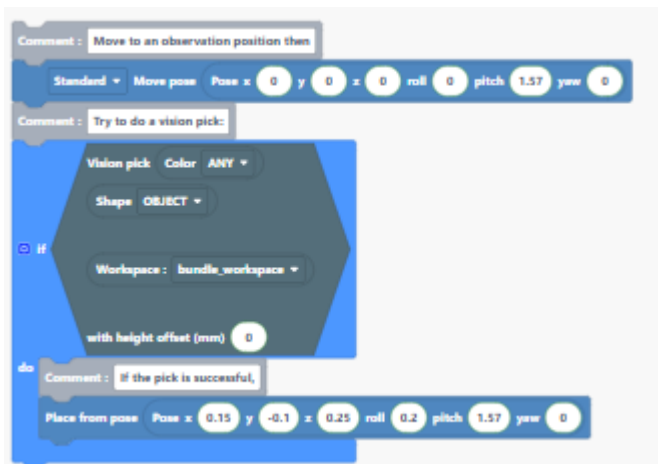 Comment : Move to an observation position then
Standard Move pose Pose x 0 y 0 z 0 roll 0 pitch 1.57 yaw 0
Comment : Try to do a vision pick:
Vision pick Color ANY
Shape OBJECT
if
Workspace : bundle_workspace
with height offset (mm) 0
do
Comment : If the pick is successful,
Place from pose Pose x 0.15 y -0.1 z 0.25 roll 0.2 pitch 1.57 yaw 0